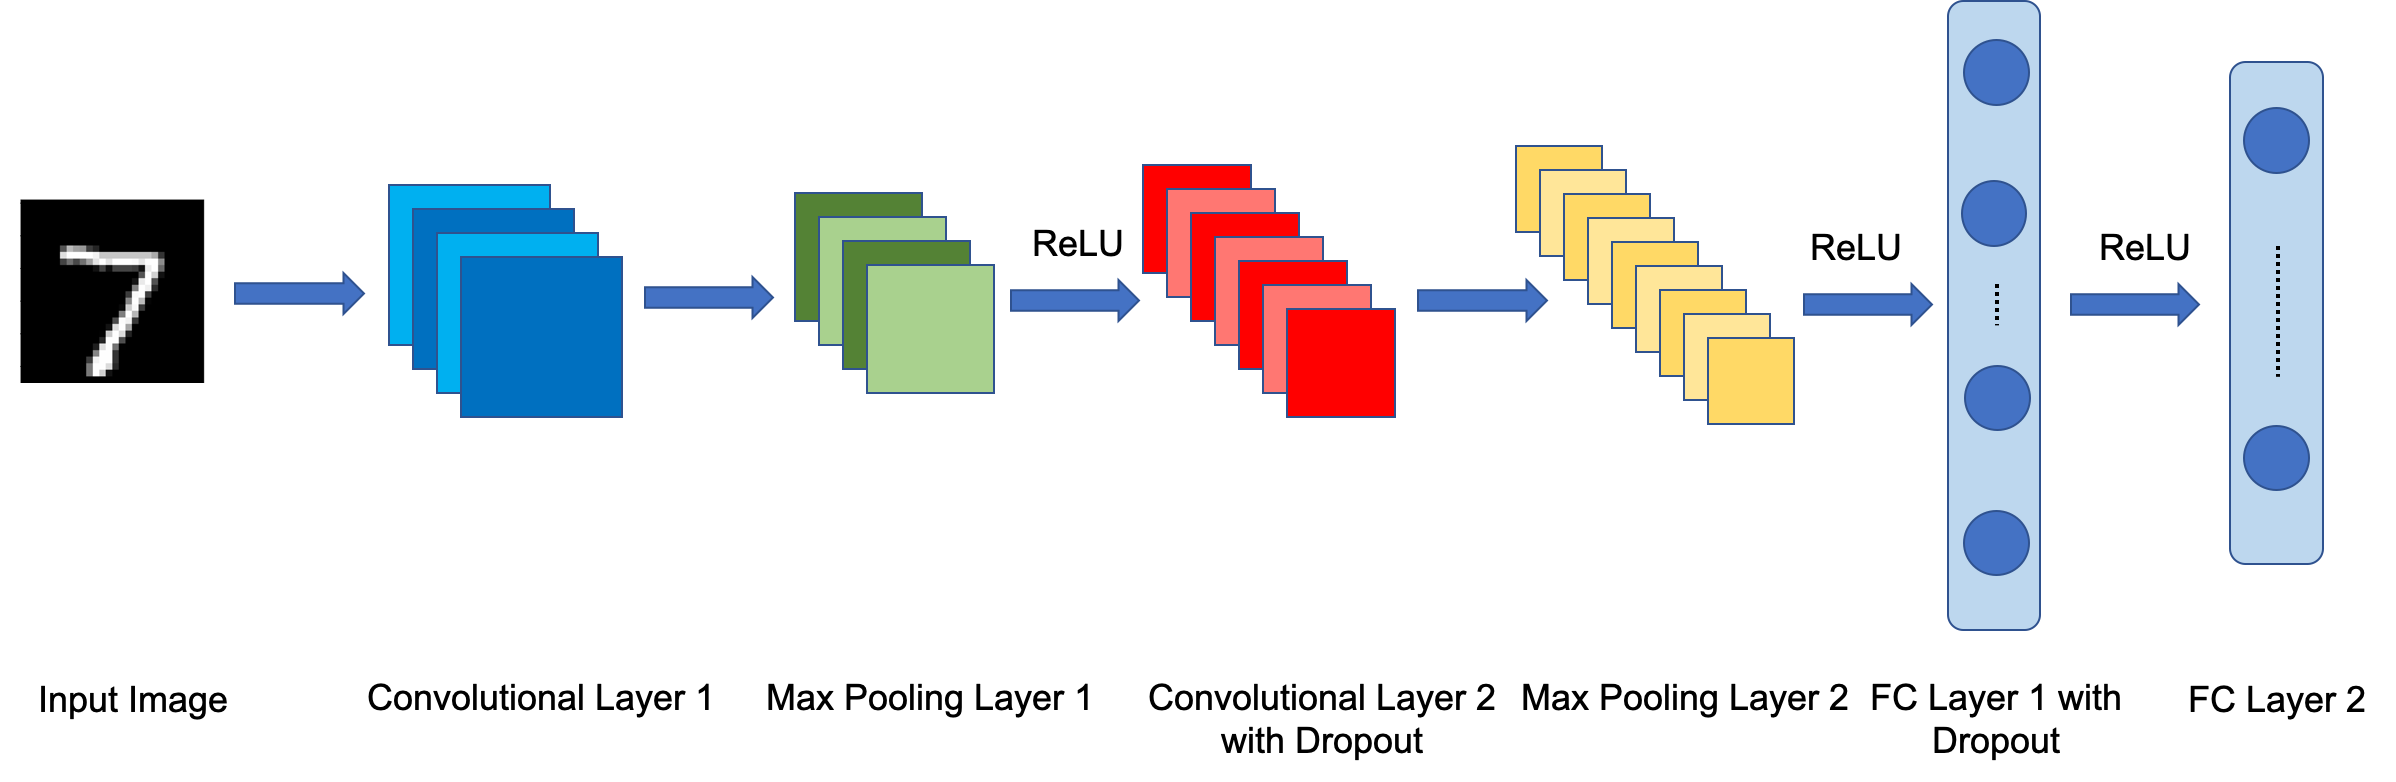 ReLU
ReLU
ReLU
Input Image
Convolutional Layer 1
Max Pooling Layer 1
Convolutional Layer 2
with Dropout
Max Pooling Layer 2
FC Layer 1 with
Dropout
FC Layer 2
7